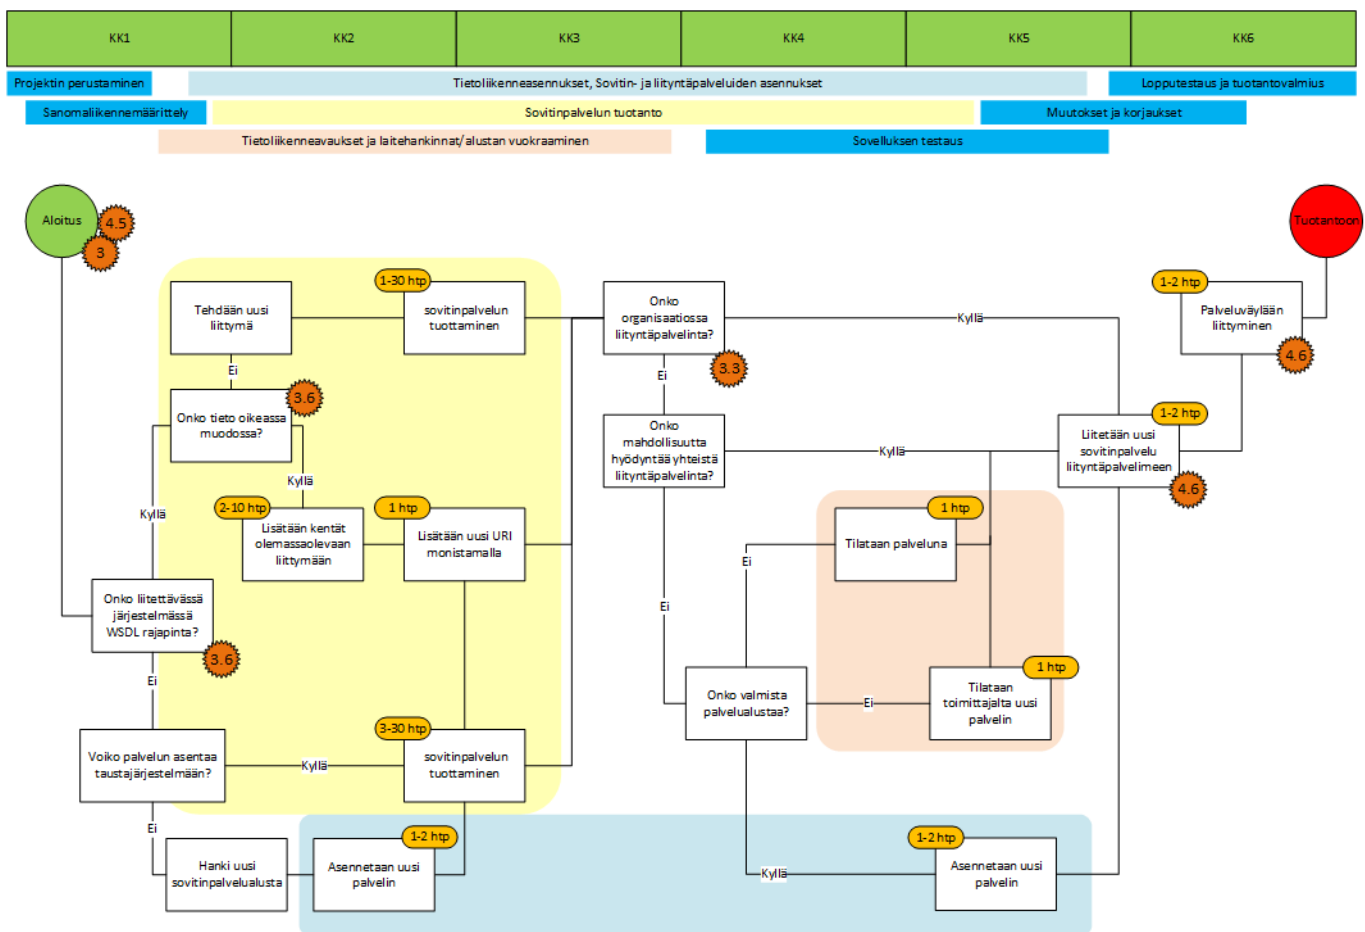 KK1
KK2
KK3
KK4
KK5
KK6
Projektin perustaminen
Tietoliikenneasennukset, Sovitin- ja liityntäpalveluiden asennukset
Lopputestaus ja tuotantovalmius
Sanomaliikennemäärittely
Sovitinpalvelun tuotanto
Muutokset ja korjaukset
Tietoliikenneavaukset ja laitehankinnat/alustan vuokraaminen
Sovelluksen testaus
Aloitus
4.5
3
Tuotantoon
1-30 htp
Tehdään uusi
liittymä
sovitinpalvelun
tuottaminen
Onko
organisaatiossa
liityntäpalvelinta?
Kyllä
1-2 htp
Palveluväylään
liittyminen
4.6
Ei
3.3
Ei
3.6
Onko tieto oikeassa
muodossa?
Onko
mahdollisuutta
hyödyntää yhteistä
liityntäpalvelinta?
Kyllä
1-2 htp
Liitetään uusi
sovitinpalvelu
liityntäpalvelimeen
4.6
Kyllä
Kyllä
2-10 htp
Lisätään kentät
olemassaolevaan
liittymään
1 htp
Lisätään uusi URI
monistamalla
1 htp
Tilataan palveluna
Ei
Ei
Onko liitettävässä
järjestelmässä
WSDL rajapinta?
3.6
Ei
Onko valmista
palvelualustaa?
Ei
1 htp
Tilataan
toimittajalta uusi
palvelin
Voiko palvelun asentaa
taustajärjestelmään?
Kyllä
3-30 htp
sovitinpalvelun
tuottaminen
Ei
Hanki uusi
sovitinpalvelualusta
1-2 htp
Asennetaan uusi
palvelin
Kyllä
1-2 htp
Asennetaan uusi
palvelin